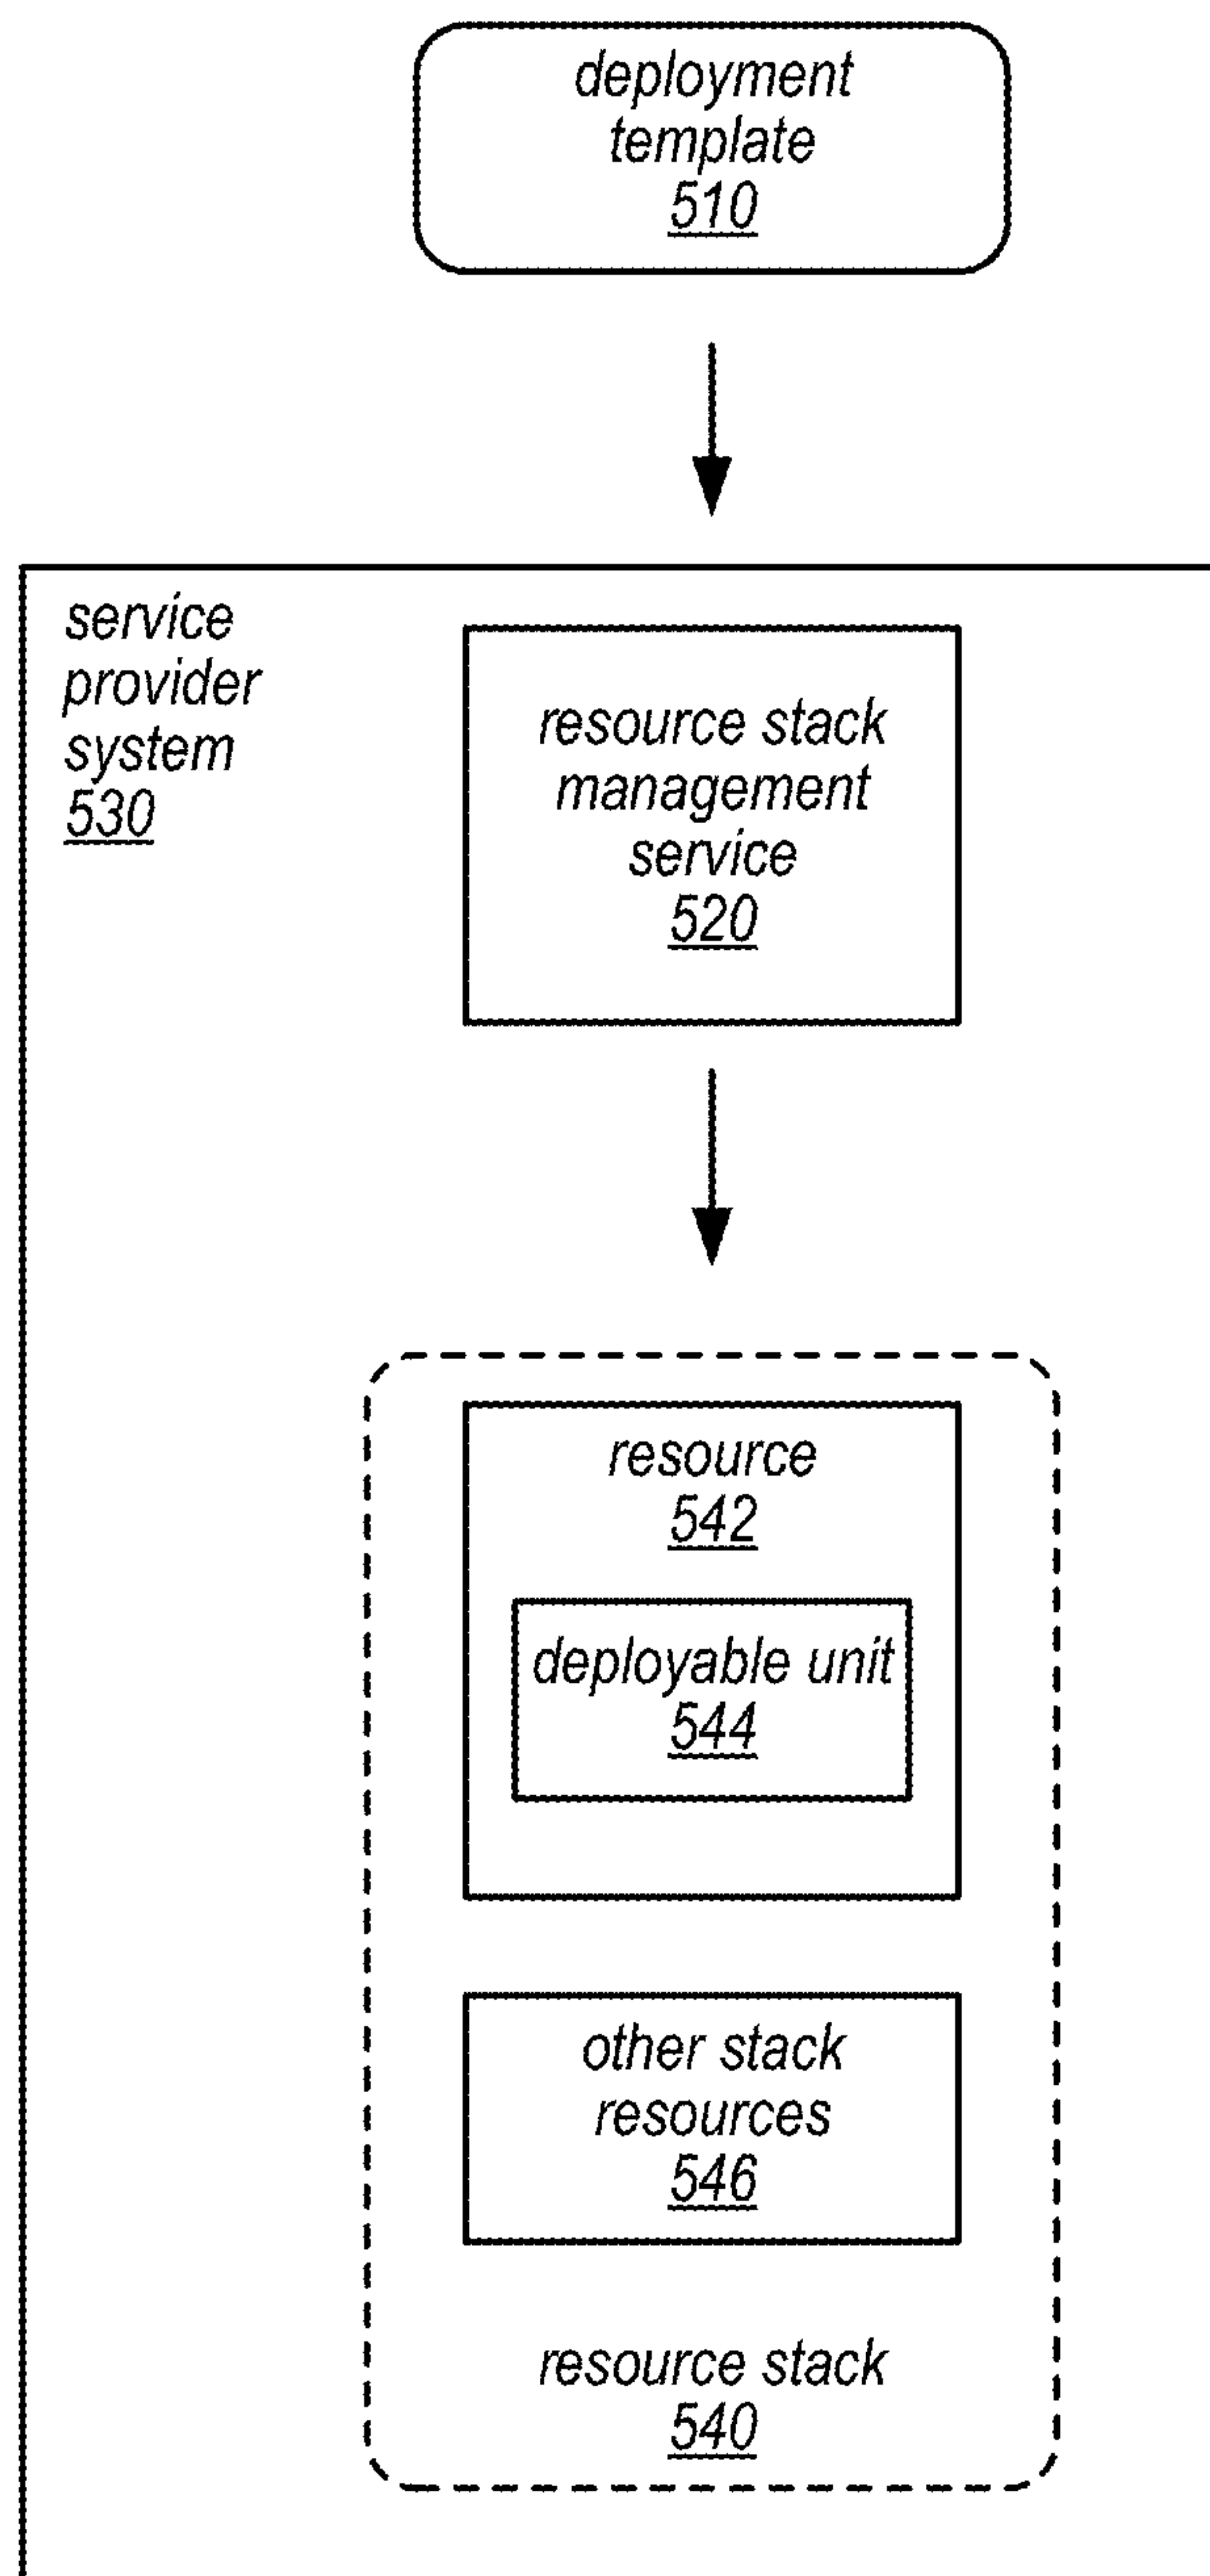 deployment
template
510
service
provider
system
530
resource stack
management
service
520
resource
542
deployable unit
544
other stack
resources
546
resource stack
540